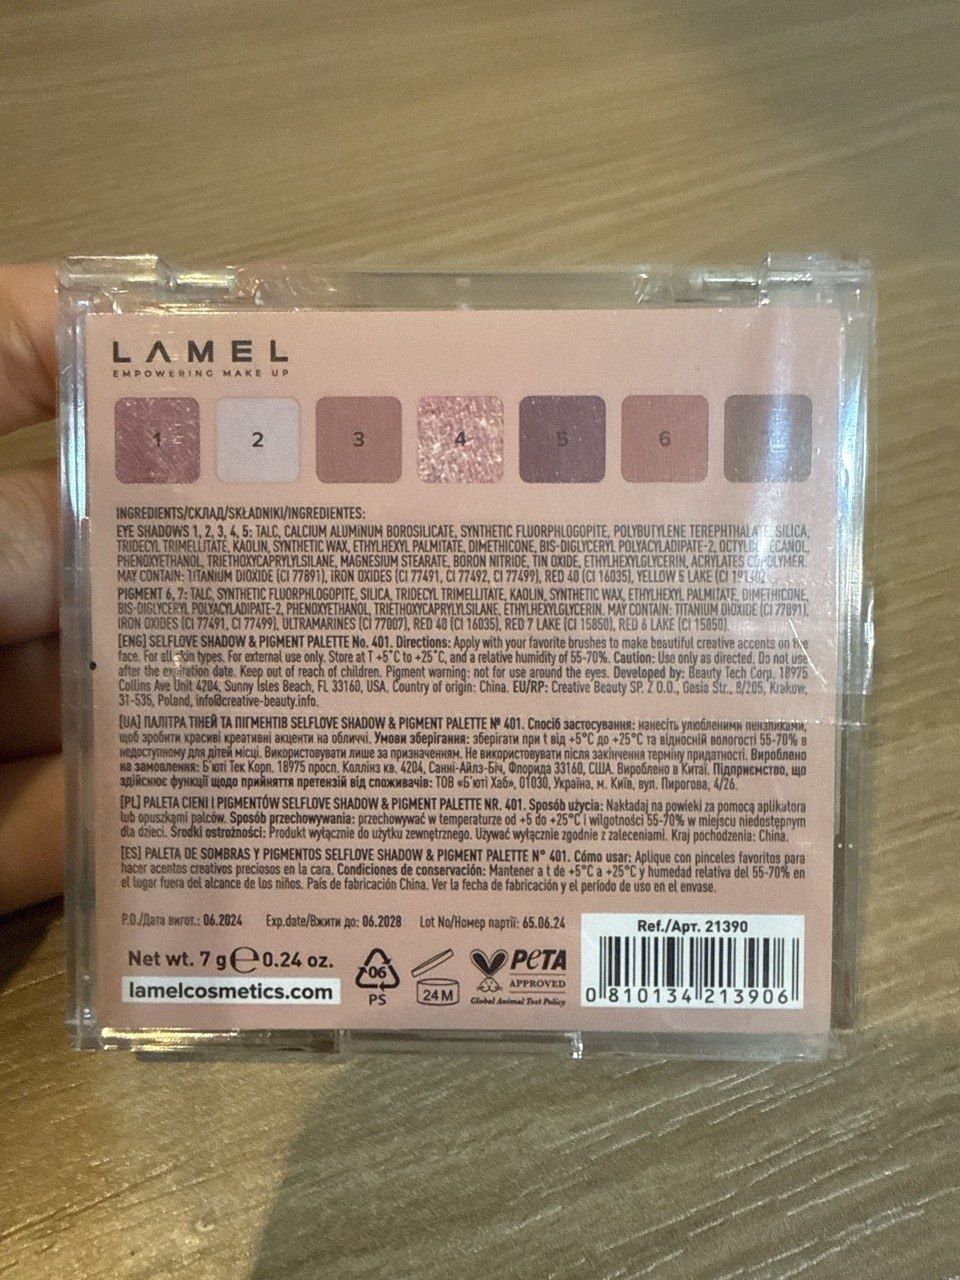 LAMEL
EMPOWERING MAKE UP
1 2 3 4 5 6
INGREDIENTS/СКЛАД/SKŁADNIKI/INGREDIENTES:
EYE SHADOWS 1, 2, 3, 4, 5: TALC, CALCIUM ALUMINUM BOROSILICATE, SYNTHETIC FLUORPHLOGOPITE, POLYBUTYLENE TEREPHTHALATE, SILICA,
TRIDECYL TRIMELLITATE, KAOLIN, SYNTHETIC WAX, ETHYLHEXYL PALMITATE, DIMETHICONE, BIS-DIGLYCERYL POLYACYLADIPATE-2, OCTYLDODECANOL,
PHENOXYETHANOL, TRIETHOXYCAPRYLYLSILANE, MAGNESIUM STEARATE, BORON NITRIDE, TIN OXIDE, ETHYLHEXYLGLYCERIN, ACRYLATES COPOLYMER.
MAY CONTAIN: TITANIUM DIOXIDE (CI 77891), IRON OXIDES (CI 77491, CI 77492, CI 77499), RED 40 (CI 16035), YELLOW 5 LAKE (CI
PIGMENT 6, 7: TALC, SYNTHETIC FLUORPHLOGOPITE, SILICA, TRIDECYL TRIMELLITATE, KAOLIN, SYNTHETIC WAX, ETHYLHEXYL PALMITATE, DIMETHICONE,
BIS-DIGLYCERYL POLYACYLADIPATE-2, PHENOXYETHANOL, TRIETHOXYCAPRYLYLSILANE, ETHYLHEXYLGLYCERIN. MAY CONTAIN: TITANIUM DIOXIDE (CI 77891),
IRON OXIDES (CI 77491, CI 77499), ULTRAMARINES (CI 77007), RED 40 (CI 16035), RED 7 LAKE (CI 15850), RED 6 LAKE (CI 15850).
[ENG] SELFLOVE SHADOW & PIGMENT PALETTE No. 401. Directions: Apply with your favorite brushes to make beautiful creative accents on the
face. For all skin types. For external use only. Store at T +5°C to +25°C, and a relative humidity of 55-70%. Caution: Use only as directed. Do not use
after the expiration date. Keep out of reach of children. Pigment warning: not for use around the eyes. Developed by: Beauty Tech Corp. 18975
Collins Ave Unit 4204, Sunny Isles Beach, FL 33160, USA. Country of origin: China. EU/RP: Creative Beauty SP. Z O.O., Gęsia Str., 8/205, Krakow,
31-535, Poland, info@creative-beauty.info.
[UA] ПАЛІТРА ТІНЕЙ ТА ПІГМЕНТІВ SELFLOVE SHADOW & PIGMENT PALETTE № 401. Спосіб застосування: нанесіть улюбленими пензликами,
щоб зробити красиві креативні акценти на обличчі. Умови зберігання: зберігати при t від +5°С до +25°С та відносній вологості 55-70% в
недоступному для дітей місці. Використовувати лише за призначенням. Не використовувати після закінчення терміну придатності. Вироблено
на замовлення: Б'юті Тек Корп. 18975 просп. Коллінз кв. 4204, Санні-Айлз-Біч, Флорида 33160, США. Вироблено в Китаї. Підприємство, що
здійснює функції щодо прийняття претензій від споживачів: ТОВ «Б'юті Хаб», 01030, Україна, м. Київ, вул. Пирогова, 4/26.
[PL] PALETA CIENI I PIGMENTÓW SELFLOVE SHADOW & PIGMENT PALETTE NR. 401. Sposób użycia: Nakładaj na powieki za pomocą aplikatora
lub opuszkami palców. Sposób przechowywania: przechowywać w temperaturze od +5 do +25°C i wilgotności 55-70% w miejscu niedostępnym
dla dzieci. Środki ostrożności: Produkt wyłącznie do użytku zewnętrznego. Używać wyłącznie zgodnie z zaleceniami. Kraj pochodzenia: China.
[ES] PALETA DE SOMBRAS Y PIGMENTOS SELFLOVE SHADOW & PIGMENT PALETTE N° 401. Cómo usar: Aplique con pinceles favoritos para
hacer acentos creativos preciosos en la cara. Condiciones de conservación: Mantener a t de +5°C a +25°C y humedad relativa del 55-70% en
el lugar fuera del alcance de los niños. País de fabricación China. Ver la fecha de fabricación y el período de uso en el envase.
P.O./Дата вигот.: 06.2024 Exp.date/Вжити до: 06.2028 Lot No/Номер партії: 65.06.24
Ref./Арт. 21390
Net wt. 7 g ℮ 0.24 oz.
lamelcosmetics.com
06
PS
24M
PETA
APPROVED
Global Animal Test Policy
0 810134 213906